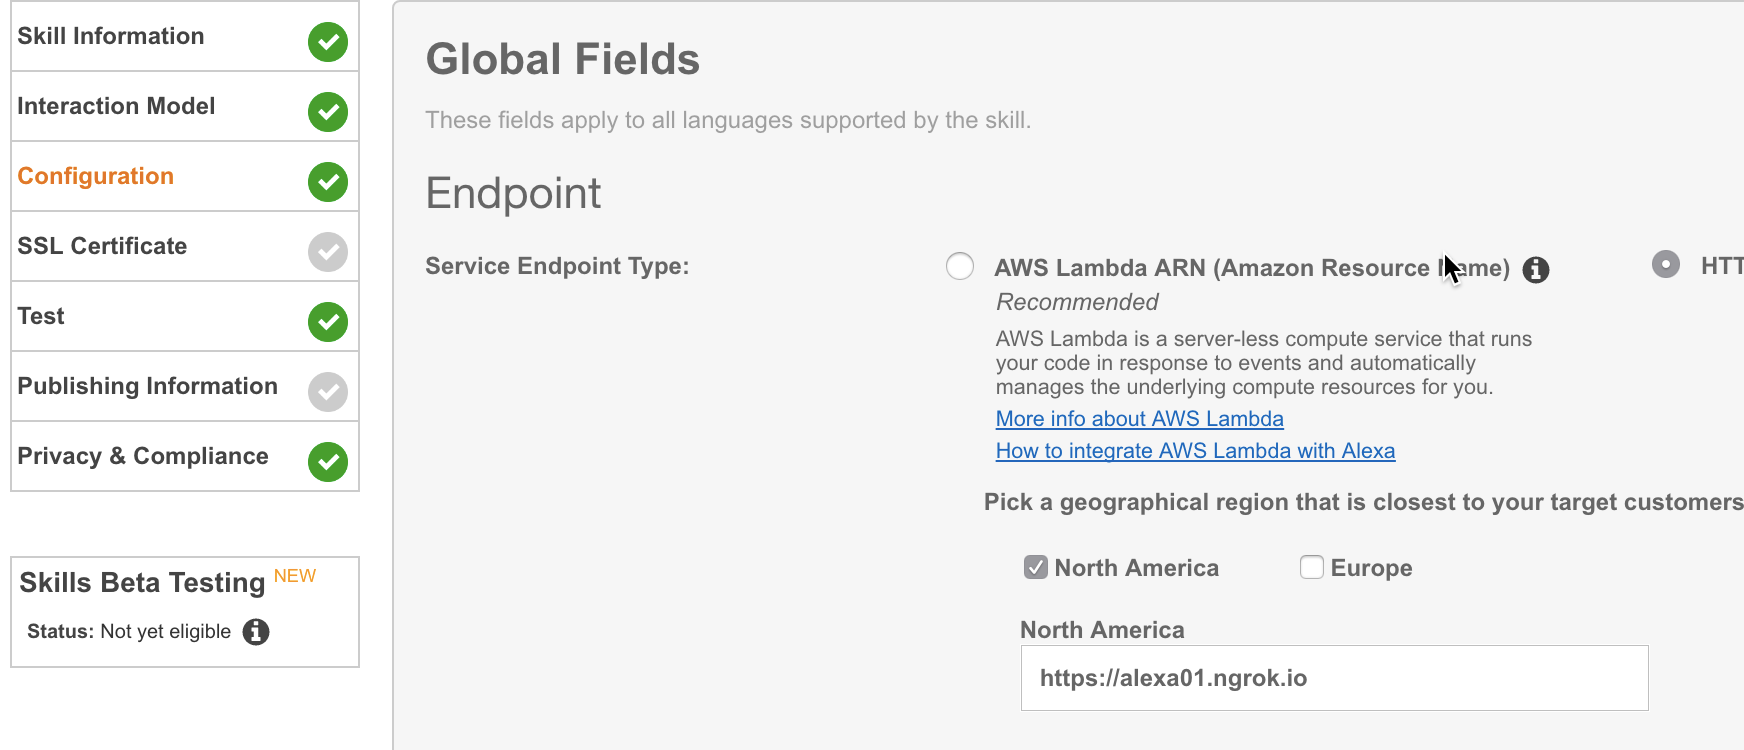 Skill Information
Interaction Model
Configuration
SSL Certificate
Test
Publishing Information
Privacy & Compliance
Skills Beta Testing NEW
Status: Not yet eligible
Global Fields
These fields apply to all languages supported by the skill.
Endpoint
Service Endpoint Type:
AWS Lambda ARN (Amazon Resource Name)
HTT
Recommended
AWS Lambda is a server-less compute service that runs
your code in response to events and automatically
manages the underlying compute resources for you.
More info about AWS Lambda
How to integrate AWS Lambda with Alexa
Pick a geographical region that is closest to your target customers
North America
Europe
North America
https://alexa01.ngrok.io